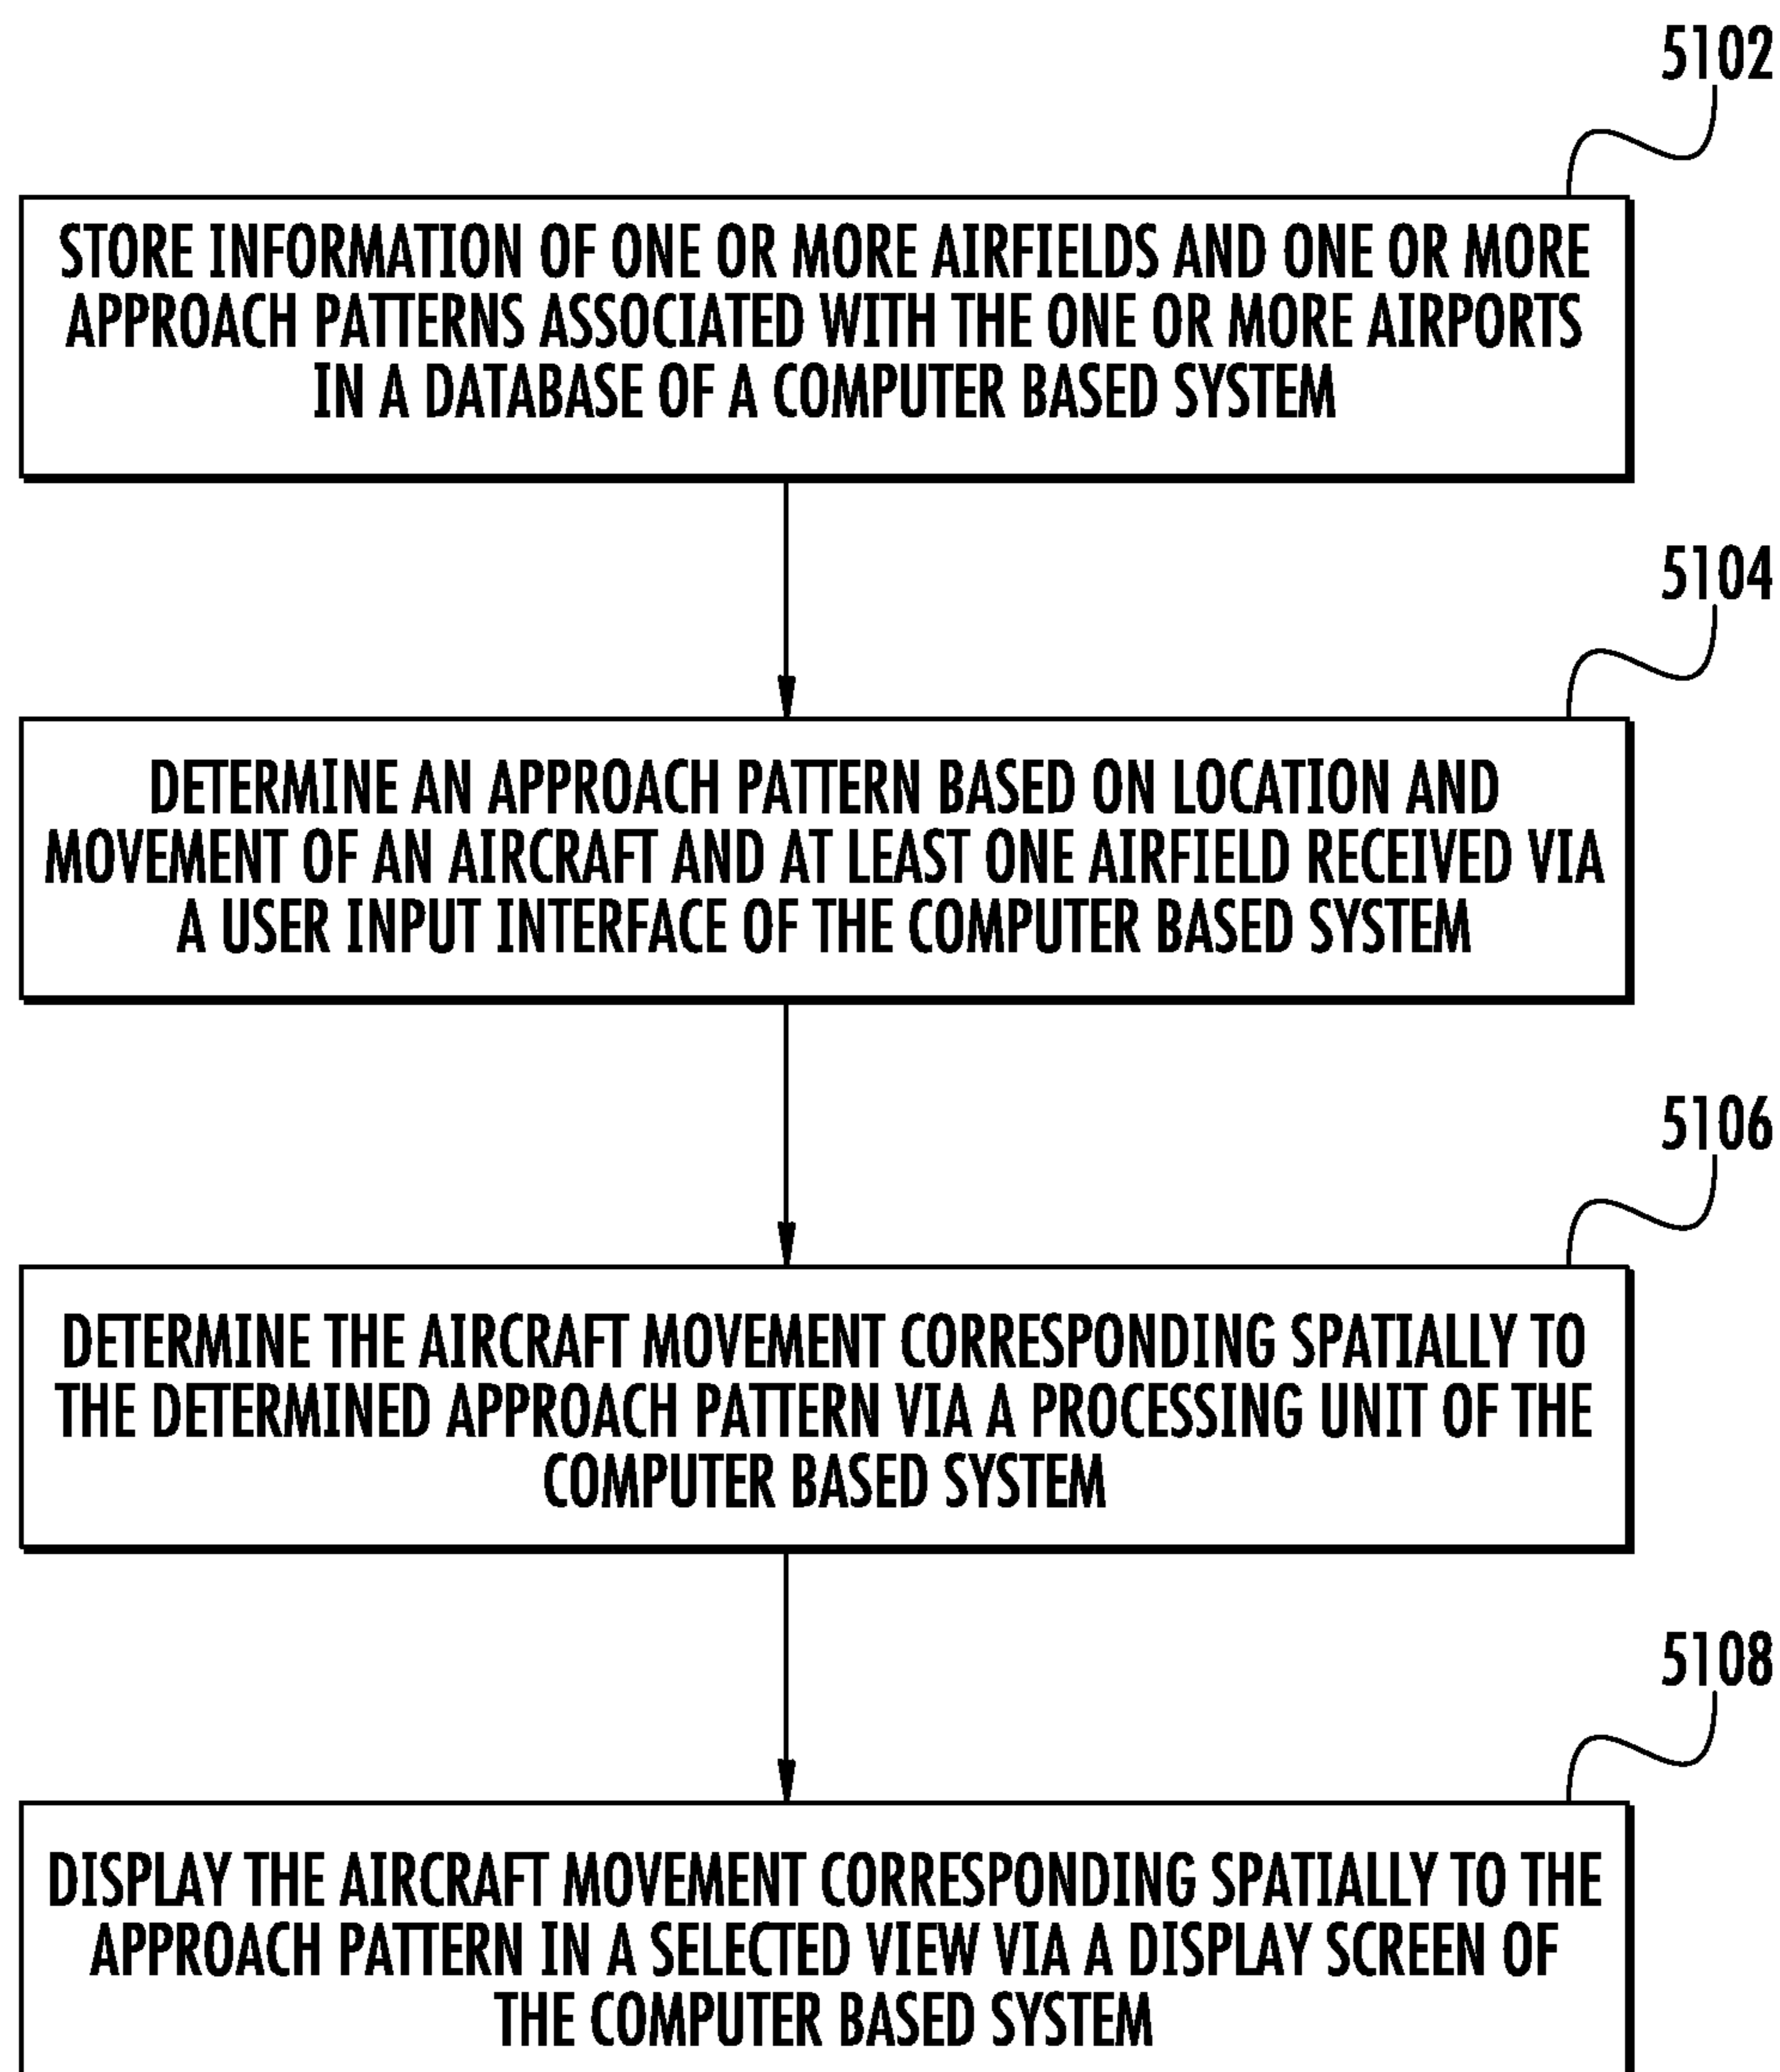 5102
STORE INFORMATION OF ONE OR MORE AIRFIELDS AND ONE OR MORE
APPROACH PATTERNS ASSOCIATED WITH THE ONE OR MORE AIRPORTS
IN A DATABASE OF A COMPUTER BASED SYSTEM
5104
DETERMINE AN APPROACH PATTERN BASED ON LOCATION AND
MOVEMENT OF AN AIRCRAFT AND AT LEAST ONE AIRFIELD RECEIVED VIA
A USER INPUT INTERFACE OF THE COMPUTER BASED SYSTEM
5106
DETERMINE THE AIRCRAFT MOVEMENT CORRESPONDING SPATIALLY TO
THE DETERMINED APPROACH PATTERN VIA A PROCESSING UNIT OF THE
COMPUTER BASED SYSTEM
5108
DISPLAY THE AIRCRAFT MOVEMENT CORRESPONDING SPATIALLY TO THE
APPROACH PATTERN IN A SELECTED VIEW VIA A DISPLAY SCREEN OF
THE COMPUTER BASED SYSTEM